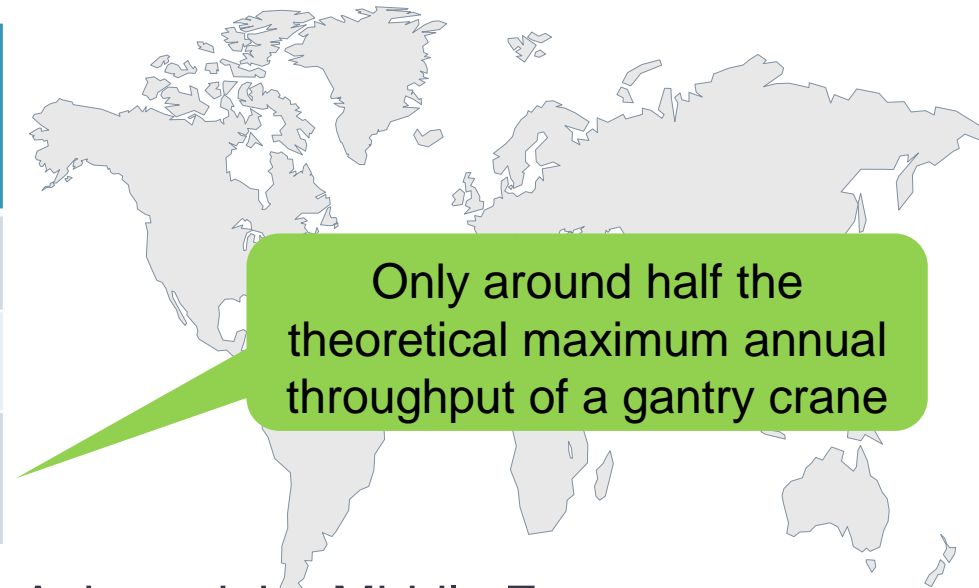 Only around half the
theoretical maximum annual
throughput of a gantry crane